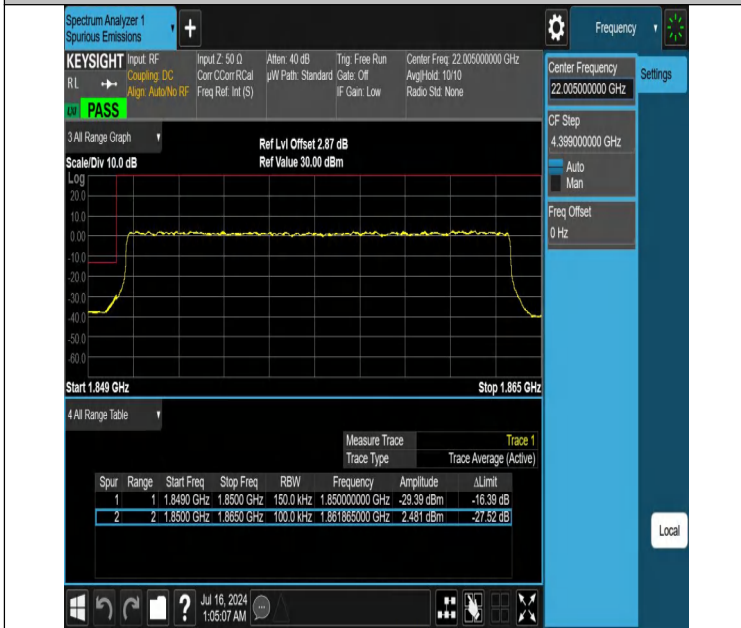 Spectrum Analyzer 1
Spurious Emissions
+
Frequency
KEYSIGHT Input: RF Input Z: 50 Ω Atten: 40 dB Trig: Free Run Center Freq: 22.005000000 GHz
RL Coupling: DC Corr CCorr RCal µW Path: Standard Gate: Off Avg|Hold: 10/10
Align: Auto/No RF Freq Ref: Int (S) IF Gain: Low Radio Std: None
PASS
Center Frequency
22.005000000 GHz
Settings
CF Step
4.399000000 GHz
Auto
Man
Freq Offset
0 Hz
3 All Range Graph
Ref Lvl Offset 2.87 dB
Scale/Div 10.0 dB Ref Value 30.00 dBm
Log
20.0
10.0
0.00
-10.0
-20.0
-30.0
-40.0
-50.0
-60.0
Start 1.849 GHz Stop 1.865 GHz
4 All Range Table
Measure Trace Trace 1
Trace Type Trace Average (Active)
Spur Range Start Freq Stop Freq RBW Frequency Amplitude ΔLimit
1 1 1.8490 GHz 1.8500 GHz 150.0 kHz 1.850000000 GHz -29.39 dBm -16.39 dB
2 2 1.8500 GHz 1.8650 GHz 100.0 kHz 1.861865000 GHz 2.481 dBm -27.52 dB
Local
? Jul 16, 2024
1:05:07 AM